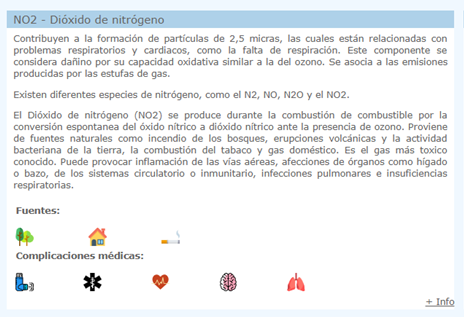 NO2 - Dióxido de nitrógeno
Contribuyen a la formación de partículas de 2,5 micras, las cuales están relacionadas con
problemas respiratorios y cardiacos, como la falta de respiración. Este componente se
considera dañino por su capacidad oxidativa similar a la del ozono. Se asocia a las emisiones
producidas por las estufas de gas.
Existen diferentes especies de nitrógeno, como el N2, NO, N2O y el NO2.
El Dióxido de nitrógeno (NO2) se produce durante la combustión de combustible por la
conversión espontanea del óxido nítrico a dióxido nítrico ante la presencia de ozono. Proviene
de fuentes naturales como incendio de los bosques, erupciones volcánicas y la actividad
bacteriana de la tierra, la combustión del tabaco y gas doméstico. Es el gas más toxico
conocido. Puede provocar inflamación de las vías aéreas, afecciones de órganos como hígado
o bazo, de los sistemas circulatorio o inmunitario, infecciones pulmonares e insuficiencias
respiratorias.
Fuentes:
Complicaciones médicas:
+ Info